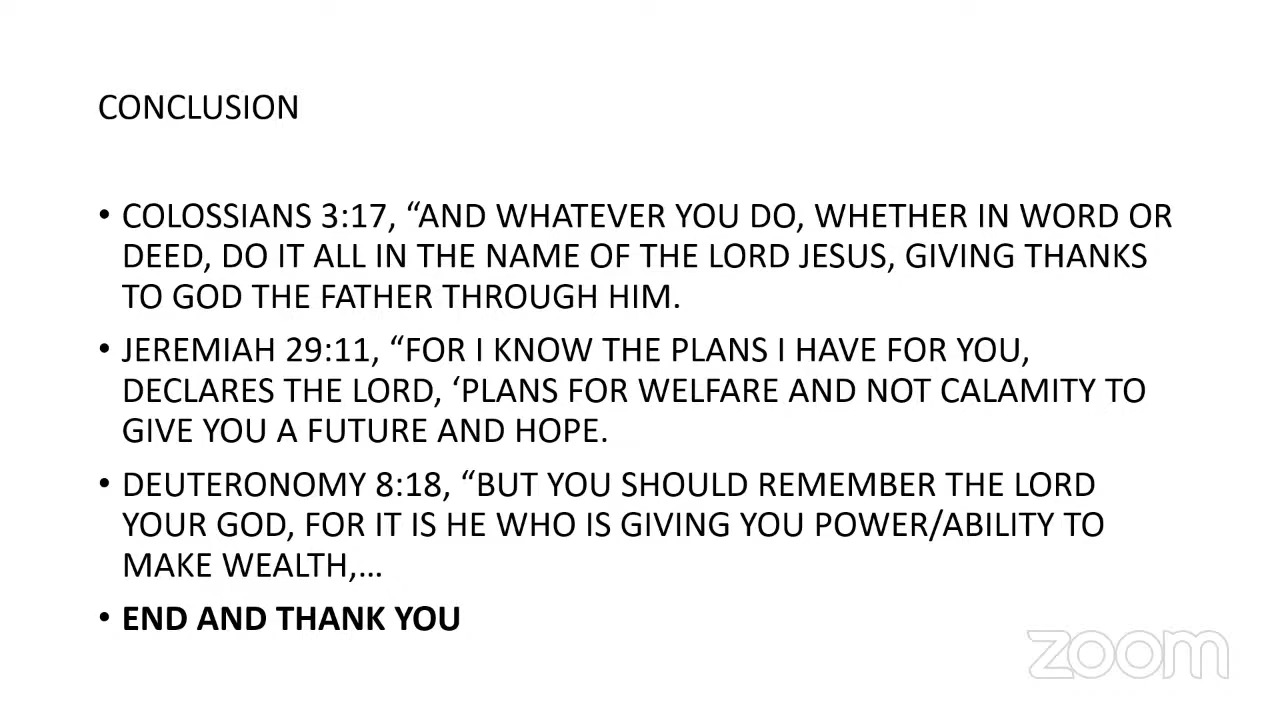 CONCLUSION
• COLOSSIANS 3:17, “AND WHATEVER YOU DO, WHETHER IN WORD OR
DEED, DO IT ALL IN THE NAME OF THE LORD JESUS, GIVING THANKS
TO GOD THE FATHER THROUGH HIM.
• JEREMIAH 29:11, “FOR I KNOW THE PLANS I HAVE FOR YOU,
DECLARES THE LORD, ‘PLANS FOR WELFARE AND NOT CALAMITY TO
GIVE YOU A FUTURE AND HOPE.
• DEUTERONOMY 8:18, “BUT YOU SHOULD REMEMBER THE LORD
YOUR GOD, FOR IT IS HE WHO IS GIVING YOU POWER/ABILITY TO
MAKE WEALTH,…
• END AND THANK YOU
zoom